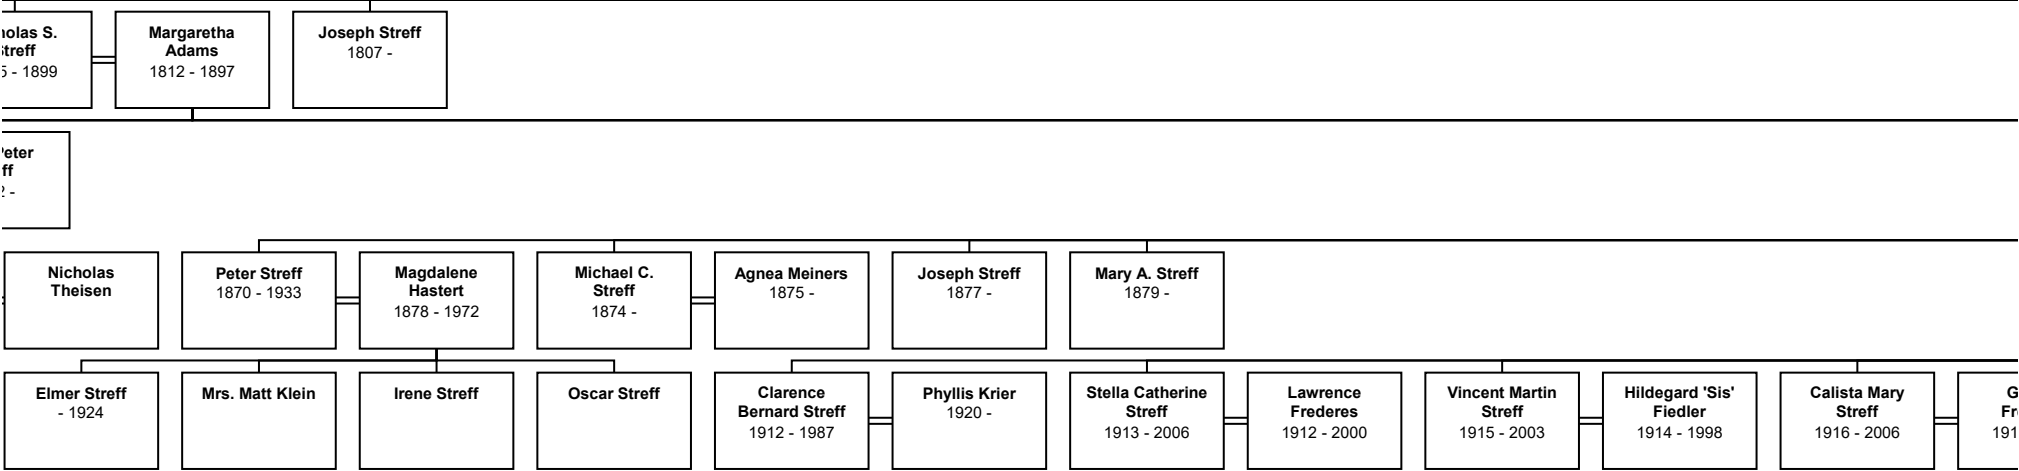 S.
- 1899
Margaretha
Adams
1812 - 1897
Joseph Streff
1807 -
-
Nicholas
Theisen
Peter Streff
1870 - 1933
Magdalene
Hastert
1878 - 1972
Michael C.
Streff
1874 -
Agnea Meiners
1875 -
Joseph Streff
1877 -
Mary A. Streff
1879 -
Elmer Streff
- 1924
Mrs. Matt Klein
Irene Streff
Oscar Streff
Clarence
Bernard Streff
1912 - 1987
Phyllis Krier
1920 -
Stella Catherine
Streff
1913 - 2006
Lawrence
Frederes
1912 - 2000
Vincent Martin
Streff
1915 - 2003
Hildegard 'Sis'
Fiedler
1914 - 1998
Calista Mary
Streff
1916 - 2006